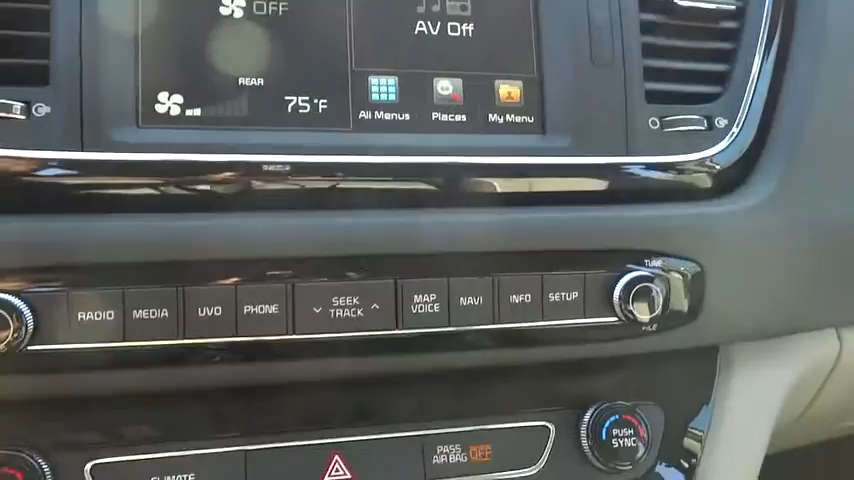 OFF
AV Off
REAR
75°F
All Menus
Places
My Menu
RADIO
MEDIA
UVO
PHONE
SEEK
TRACK
MAP
VOICE
NAVI
INFO
SETUP
TUNE
FILE
PASS
AIR BAG OFF
PUSH
SYNC
CLIMATE